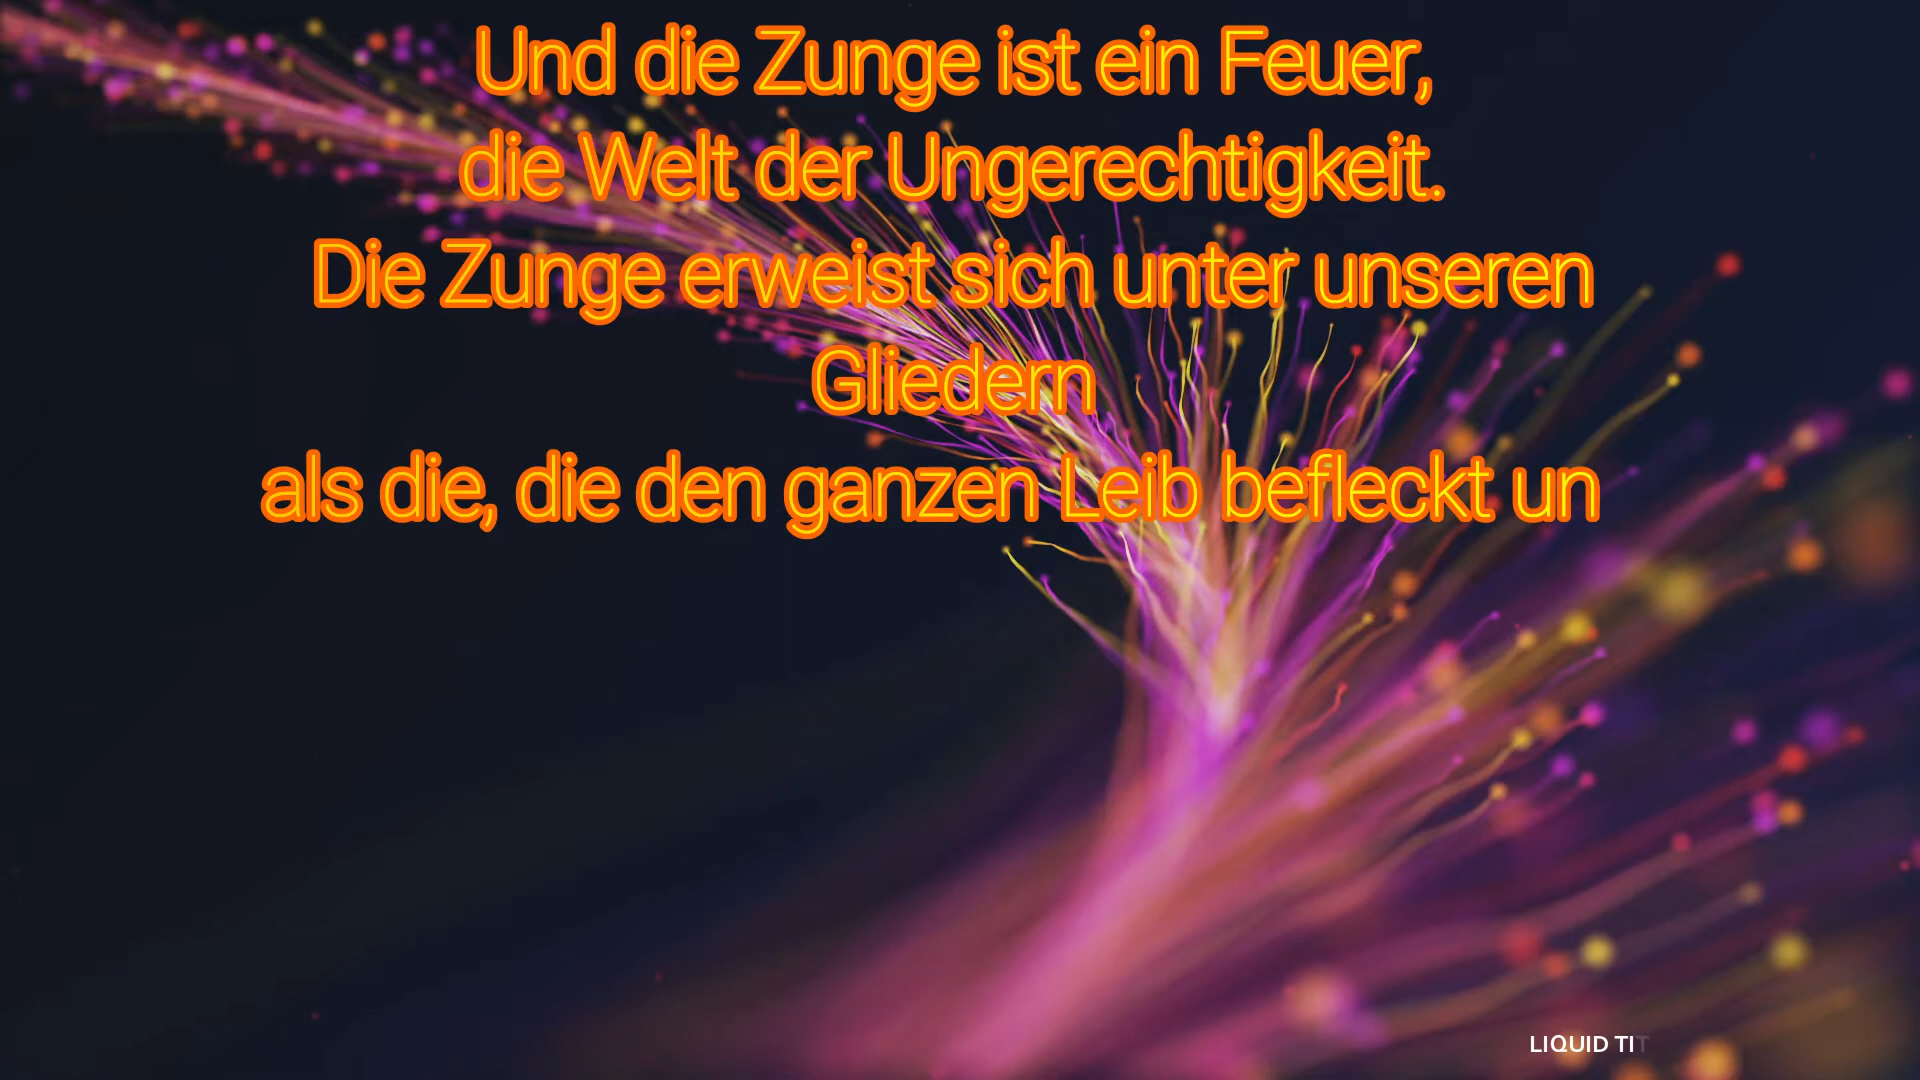 Und die Zunge ist ein Feuer,
die Welt der Ungerechtigkeit.
Die Zunge erweist sich unter unseren
Gliedern
als die, die den ganzen Leib befleckt un
LIQUID TIT